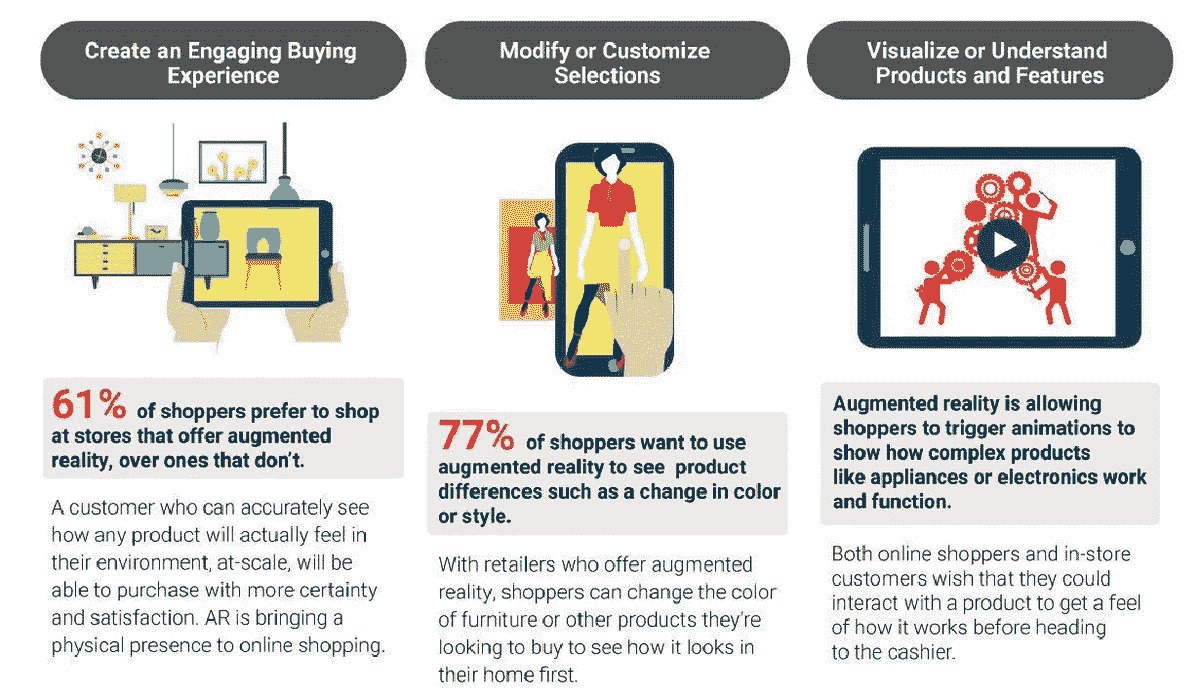 Create an Engaging Buying
Experience
61% of shoppers prefer to shop
at stores that offer augmented
reality, over ones that don't.
A customer who can accurately see
how any product will actually feel in
their environment, at-scale, will be
able to purchase with more certainty
and satisfaction. AR is bringing a
physical presence to online shopping.
Modify or Customize
Selections
77% of shoppers want to use
augmented reality to see product
differences such as a change in color
or style.
With retailers who offer augmented
reality, shoppers can change the color
of furniture or other products they're
looking to buy to see how it looks in
their home first.
Visualize or Understand
Products and Features
Augmented reality is allowing
shoppers to trigger animations to
show how complex products
like appliances or electronics work
and function.
Both online shoppers and in-store
customers wish that they could
interact with a product to get a feel
of how it works before heading
to the cashier.